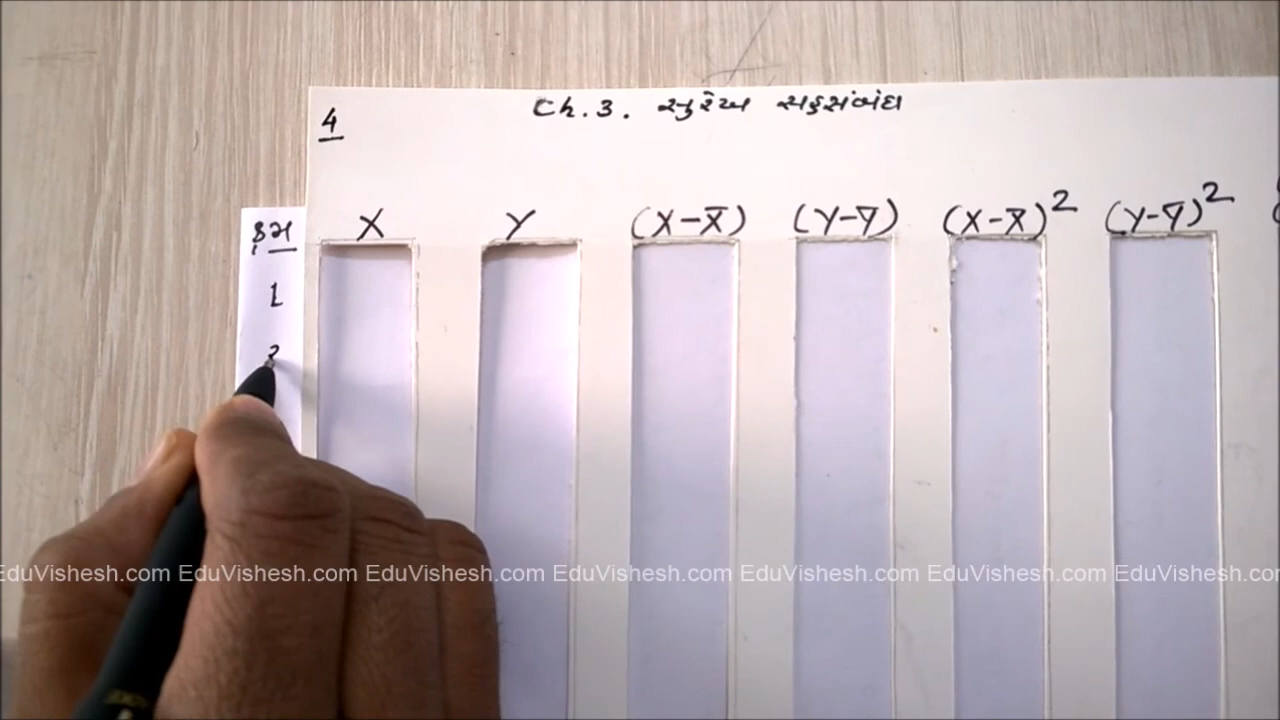 Ch. 3. સુરેખ સહસંબંધ
4
ક્રમ X Y (X-X̄) (Y-Ȳ) (X-X̄)² (Y-Ȳ)²
1
2
EduVishesh.com EduVishesh.com EduVishesh.com EduVishesh.com EduVishesh.com EduVishesh.com EduVishesh.com